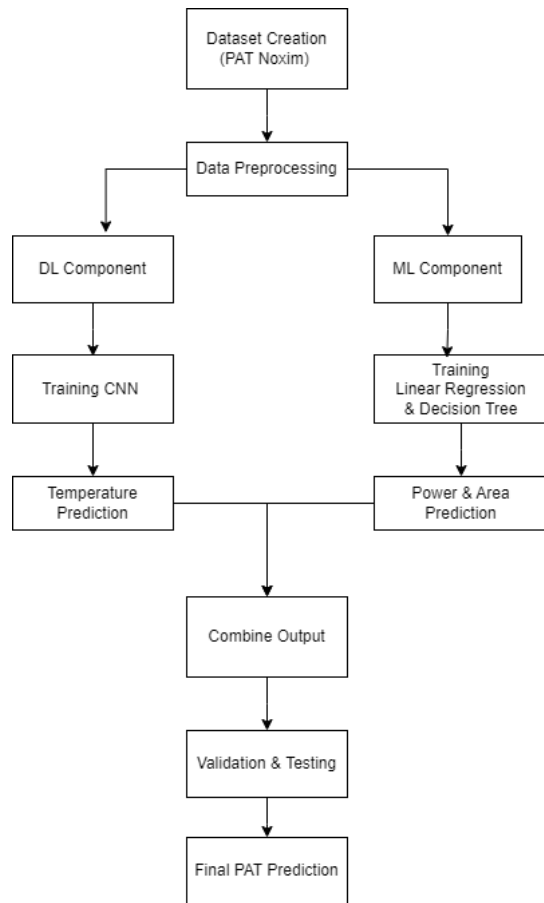 Dataset Creation
(PAT Noxim)
Data Preprocessing
DL Component
ML Component
Training CNN
Training
Linear Regression
& Decision Tree
Temperature
Prediction
Power & Area
Prediction
Combine Output
Validation & Testing
Final PAT Prediction